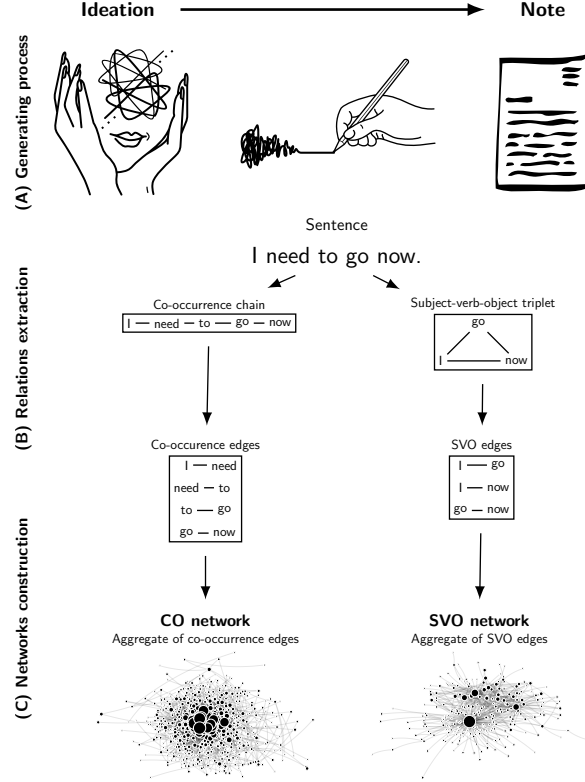 Ideation Note
(A) Generating process
Sentence
I need to go now.
(B) Relations extraction
Co-occurrence chain
I — need — to — go — now
Subject-verb-object triplet
go
I now
Co-occurence edges
I — need
need — to
to — go
go — now
SVO edges
I — go
I — now
go — now
(C) Networks construction
CO network
Aggregate of co-occurrence edges
SVO network
Aggregate of SVO edges